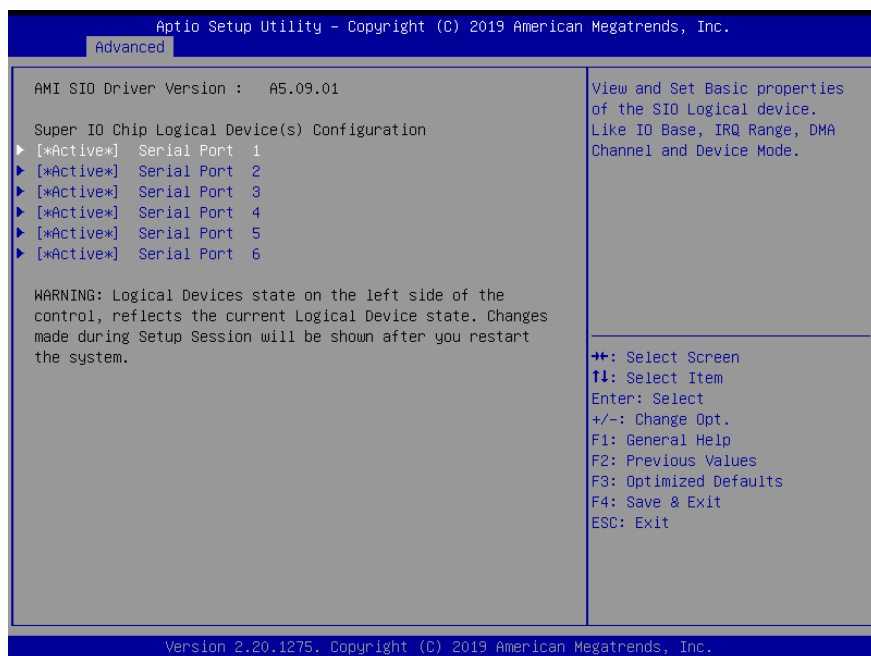 Aptio Setup Utility – Copyright (C) 2019 American Megatrends, Inc.
Advanced
AMI SIO Driver Version :   A5.09.01
Super IO Chip Logical Device(s) Configuration
[*Active*]   Serial Port   1
[*Active*]   Serial Port   2
[*Active*]   Serial Port   3
[*Active*]   Serial Port   4
[*Active*]   Serial Port   5
[*Active*]   Serial Port   6
WARNING: Logical Devices state on the left side of the
control, reflects the current Logical Device state. Changes
made during Setup Session will be shown after you restart
the system.
View and Set Basic properties
of the SIO Logical device.
Like IO Base, IRQ Range, DMA
Channel and Device Mode.
→←: Select Screen
↑↓: Select Item
Enter: Select
+/-: Change Opt.
F1: General Help
F2: Previous Values
F3: Optimized Defaults
F4: Save & Exit
ESC: Exit
Version 2.20.1275. Copyright (C) 2019 American Megatrends, Inc.